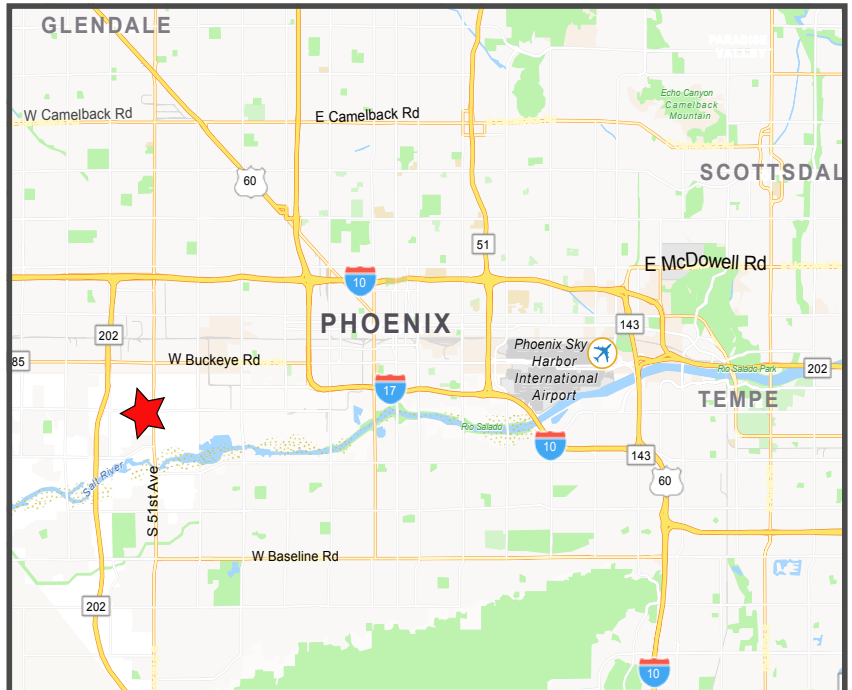 GLENDALE
PARADISE
VALLEY
Echo Canyon
Camelback
Mountain
W Camelback Rd
E Camelback Rd
SCOTTSDAL
60
51
E McDowell Rd
10
PHOENIX
143
202
Phoenix Sky
Harbor
International
Airport
85
W Buckeye Rd
Rio Salado Park
202
17
TEMPE
Rio Salado
10
143
Salt River
S 51st Ave
60
W Baseline Rd
202
10